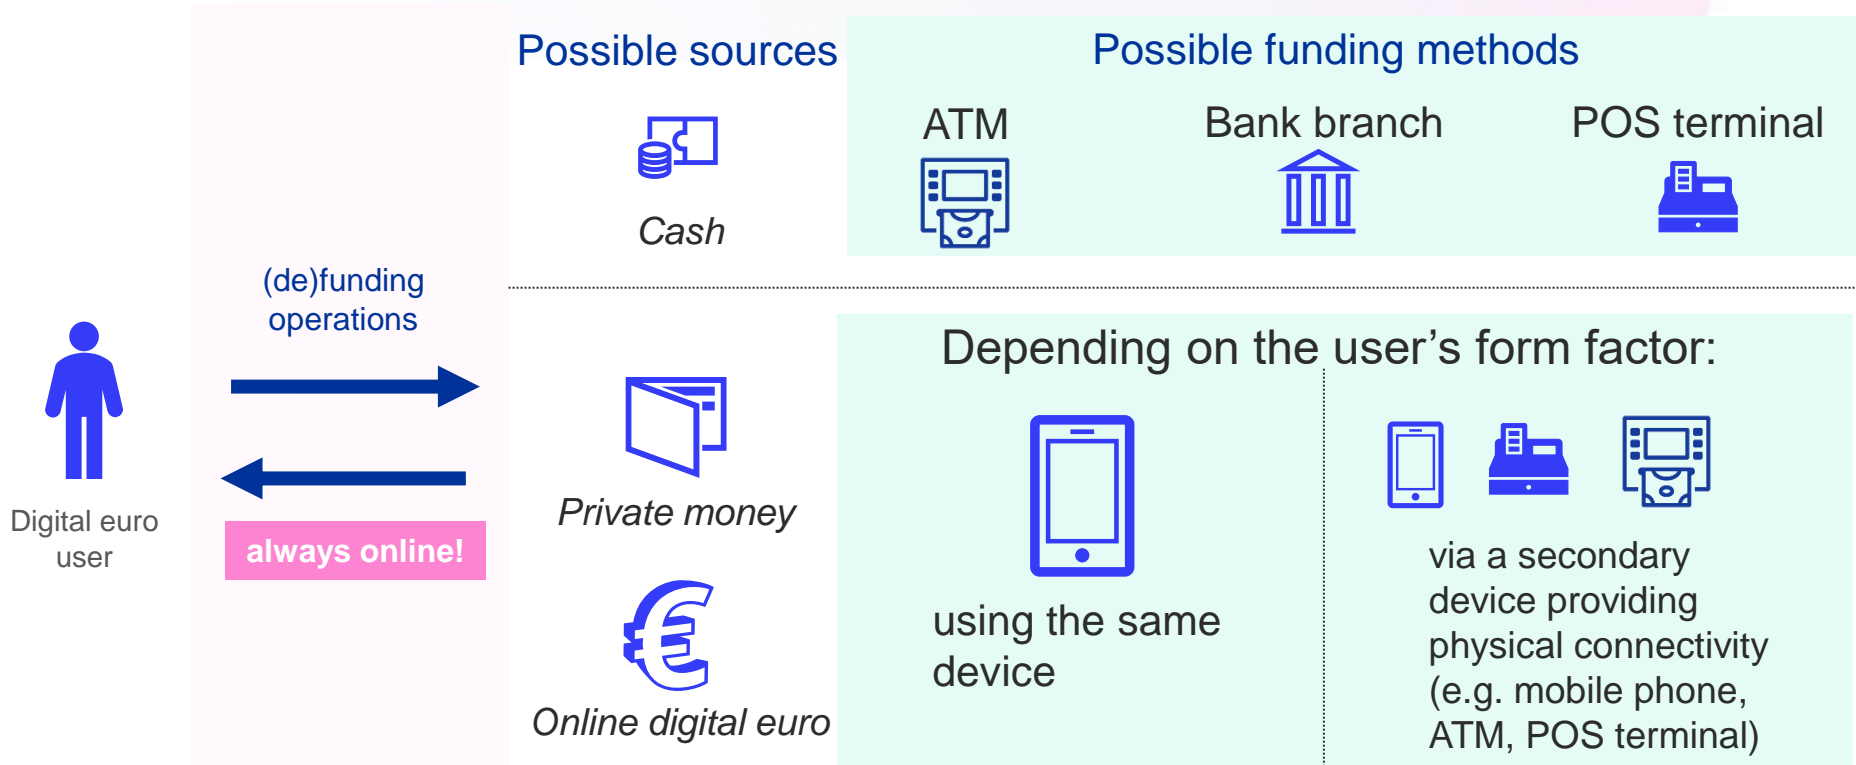 Possible sources
Possible funding methods
ATM
Bank branch
POS terminal
Cash
(de)funding
operations
Digital euro
user
always online!
Private money
Online digital euro
Depending on the user’s form factor:
using the same
device
via a secondary
device providing
physical connectivity
(e.g. mobile phone,
ATM, POS terminal)